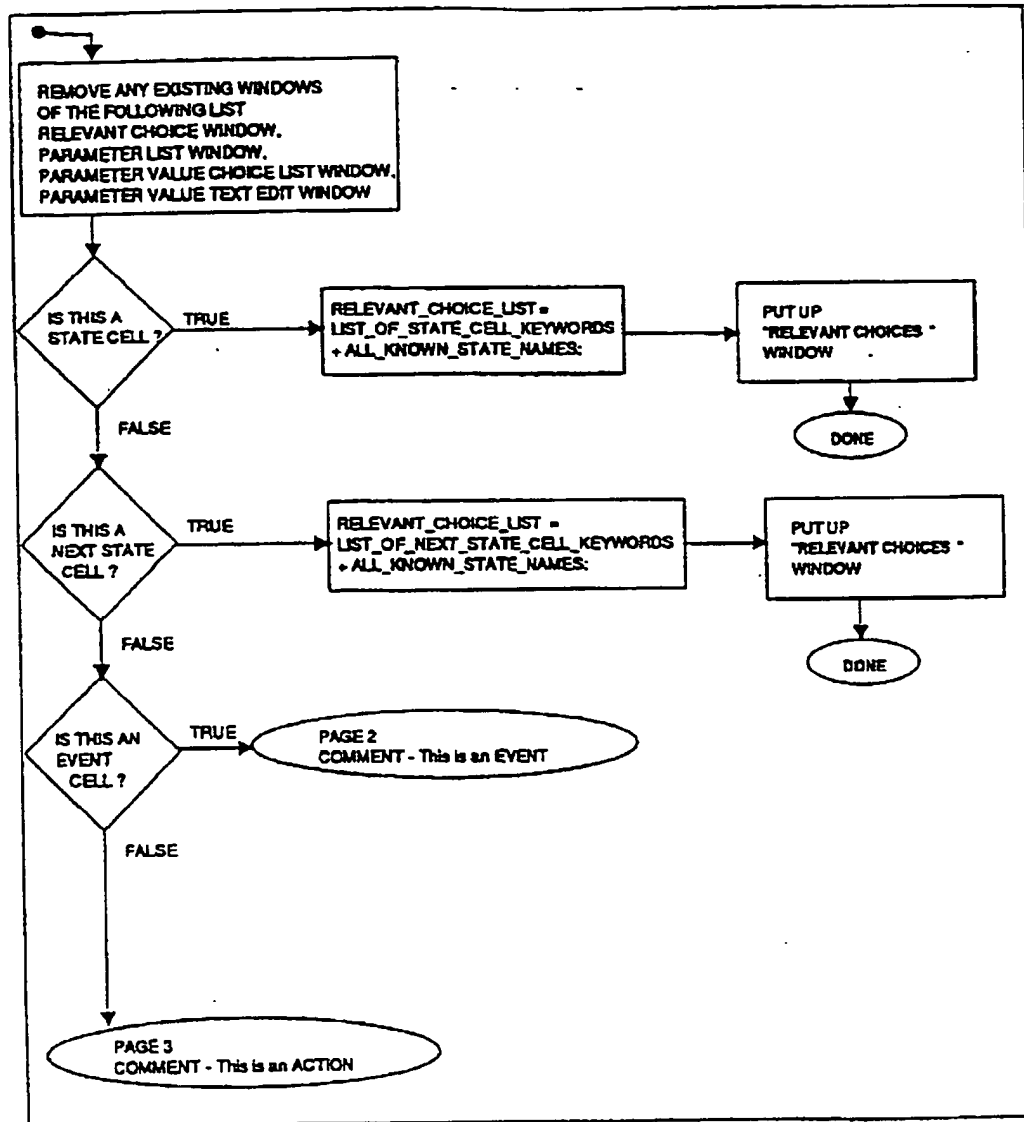 REMOVE ANY EXISTING WINDOWS
OF THE FOLLOWING LIST
RELEVANT CHOICE WINDOW,
PARAMETER LIST WINDOW,
PARAMETER VALUE CHOICE LIST WINDOW,
PARAMETER VALUE TEXT EDIT WINDOW
IS THIS A
STATE CELL ?
TRUE
RELEVANT_CHOICE_LIST =
LIST_OF_STATE_CELL_KEYWORDS
+ ALL_KNOWN_STATE_NAMES;
PUT UP
"RELEVANT CHOICES "
WINDOW
DONE
FALSE
IS THIS A
NEXT STATE
CELL ?
TRUE
RELEVANT_CHOICE_LIST =
LIST_OF_NEXT_STATE_CELL_KEYWORDS
+ ALL_KNOWN_STATE_NAMES;
PUT UP
"RELEVANT CHOICES "
WINDOW
DONE
FALSE
IS THIS AN
EVENT
CELL ?
TRUE
PAGE 2
COMMENT - This is an EVENT
FALSE
PAGE 3
COMMENT - This is an ACTION